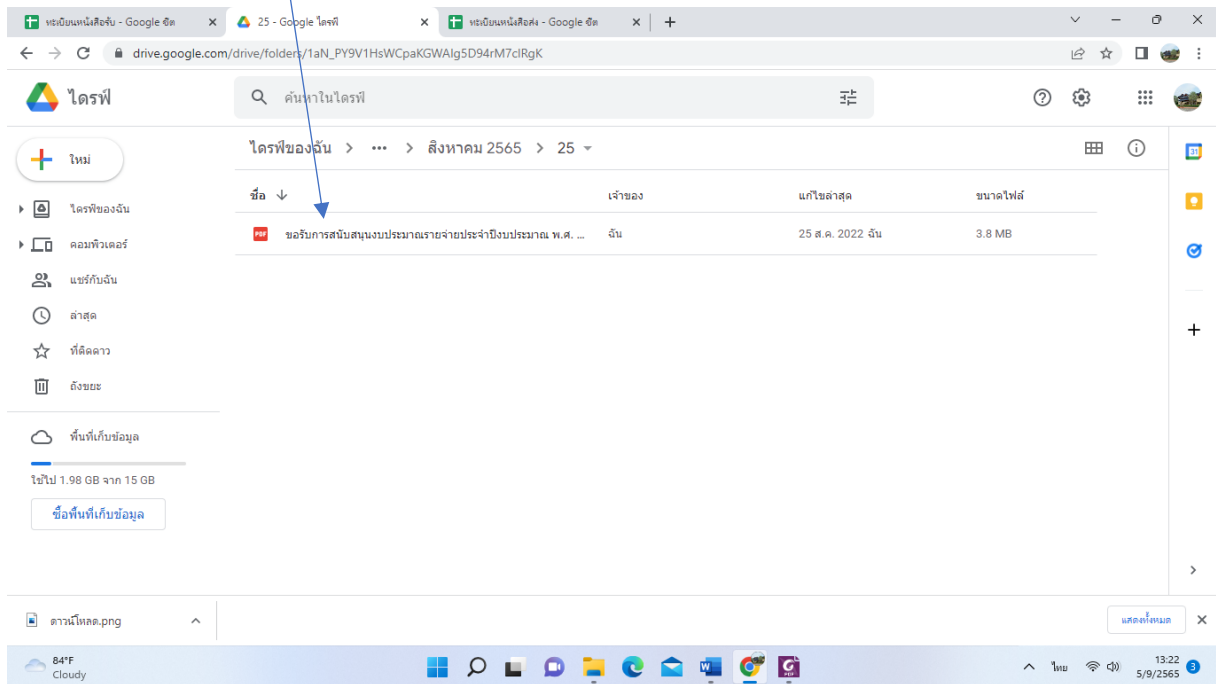 ทะเบียนหนังสือรับ - Google ชีต
25 - Google ไดรฟ์
ทะเบียนหนังสือส่ง - Google ชีต
drive.google.com/drive/folders/1aN_PY9V1HsWCpaKGWAIg5D94rM7cIRgK
ไดรฟ์
ค้นหาในไดรฟ์
ใหม่
ไดรฟ์ของฉัน > ••• > สิงหาคม 2565 > 25
31
ชื่อ เจ้าของ แก้ไขล่าสุด ขนาดไฟล์
PDF ขอรับการสนับสนุนงบประมาณรายจ่ายประจำปีงบประมาณ พ.ศ. ... ฉัน 25 ส.ค. 2022 ฉัน 3.8 MB
ไดรฟ์ของฉัน
คอมพิวเตอร์
แชร์กับฉัน
ล่าสุด
ที่ติดดาว
ถังขยะ
พื้นที่เก็บข้อมูล
ใช้ไป 1.98 GB จาก 15 GB
ซื้อพื้นที่เก็บข้อมูล
ดาวน์โหลด.png
แสดงทั้งหมด
84°F
Cloudy
ไทย
13:22
5/9/2565
3